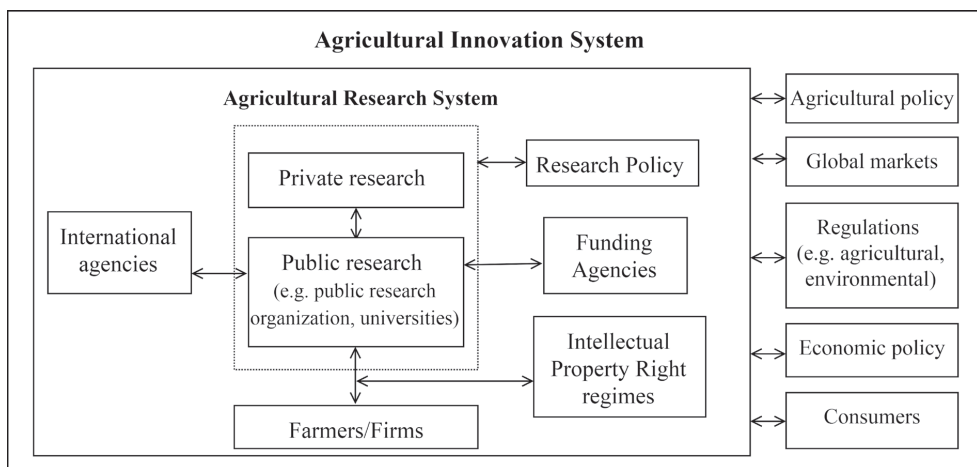 Agricultural Innovation System
Agricultural Research System
Private research
Public research
(e.g. public research
organization, universities)
International
agencies
Research Policy
Funding
Agencies
Intellectual
Property Right
regimes
Farmers/Firms
Agricultural policy
Global markets
Regulations
(e.g. agricultural,
environmental)
Economic policy
Consumers